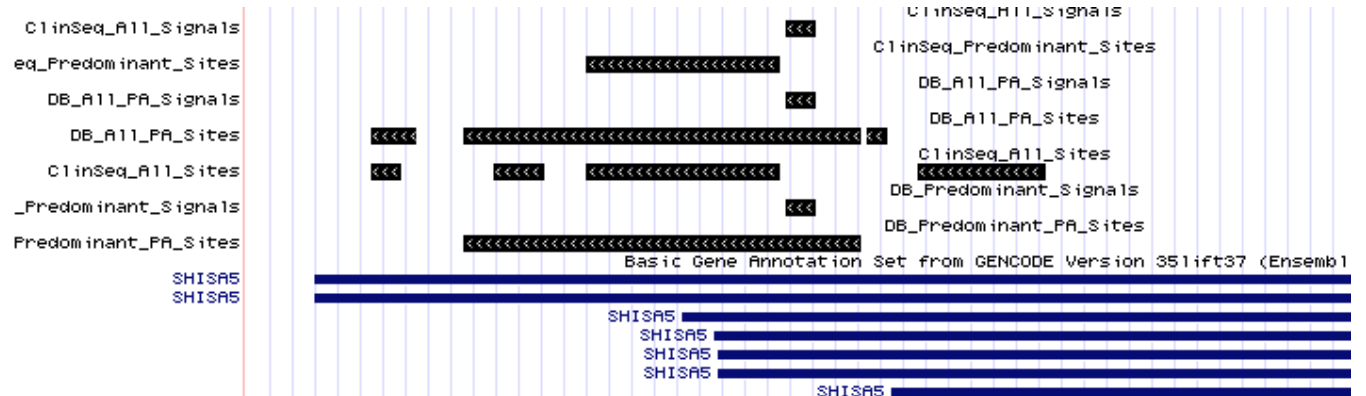 ClinSeq_All_Signals
ClinSeq_All_Signals
ClinSeq_Predominant_Sites
eq_Predominant_Sites
DB_All_PA_Signals
DB_All_PA_Signals
DB_All_PA_Sites
DB_All_PA_Sites
ClinSeq_All_Sites
ClinSeq_All_Sites
DB_Predominant_Signals
_Predominant_Signals
DB_Predominant_PA_Sites
Predominant_PA_Sites
Basic Gene Annotation Set from GENCODE Version 35lift37 (Ensembl
SHISA5
SHISA5
SHISA5
SHISA5
SHISA5
SHISA5
SHISA5